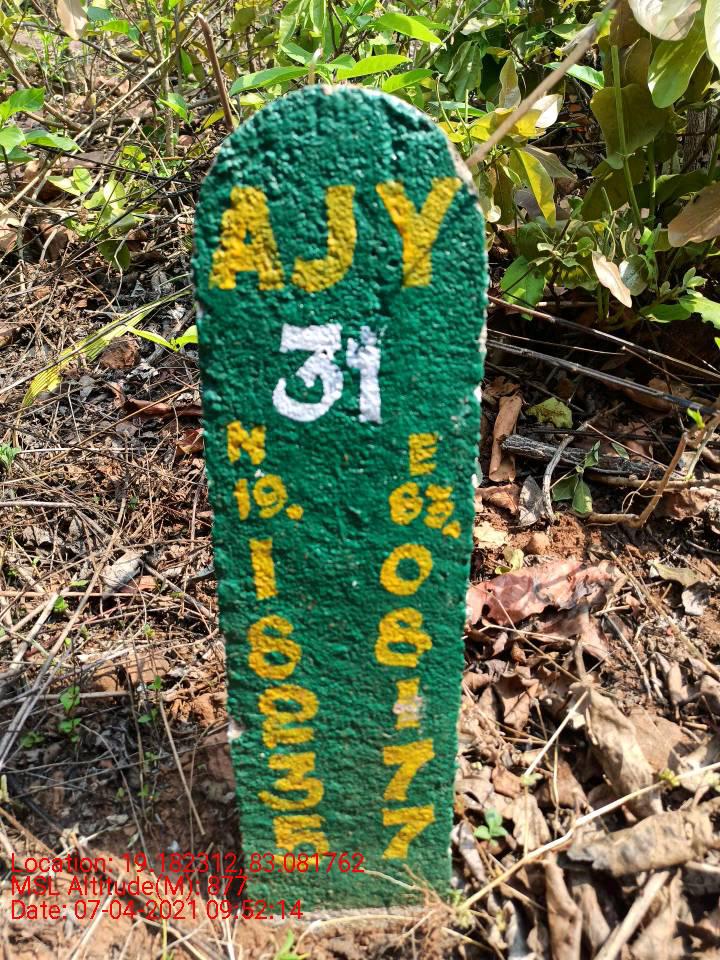 AJY
31
N E
19. 83.
1 0
8 8
2 1
3 7
5 7
Location: 19.182312, 83.081762
MSL Altitude(M): 877
Date: 07-04-2021 09:52:14